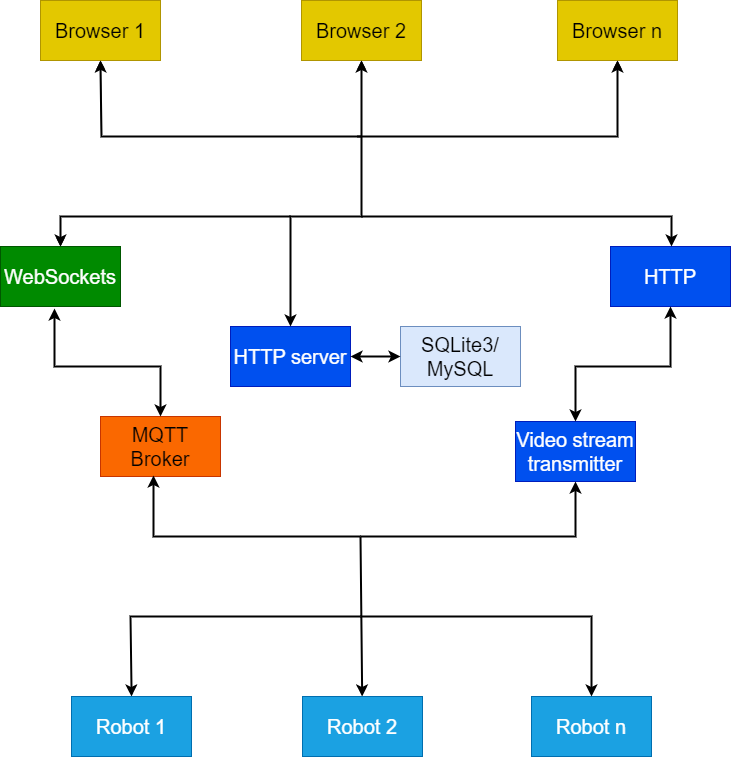 Browser 1
Browser 2
Browser n
WebSockets
HTTP
HTTP server
SQLite3/
MySQL
MQTT
Broker
Video stream
transmitter
Robot 1
Robot 2
Robot n